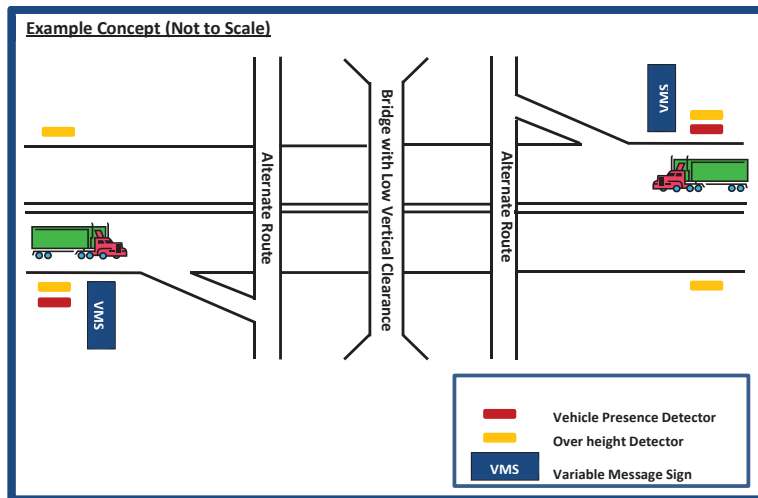 Example Concept (Not to Scale)
VMS
Alternate Route
Bridge with Low Vertical Clearance
Alternate Route
VMS
Vehicle Presence Detector
Over height Detector
VMS
Variable Message Sign